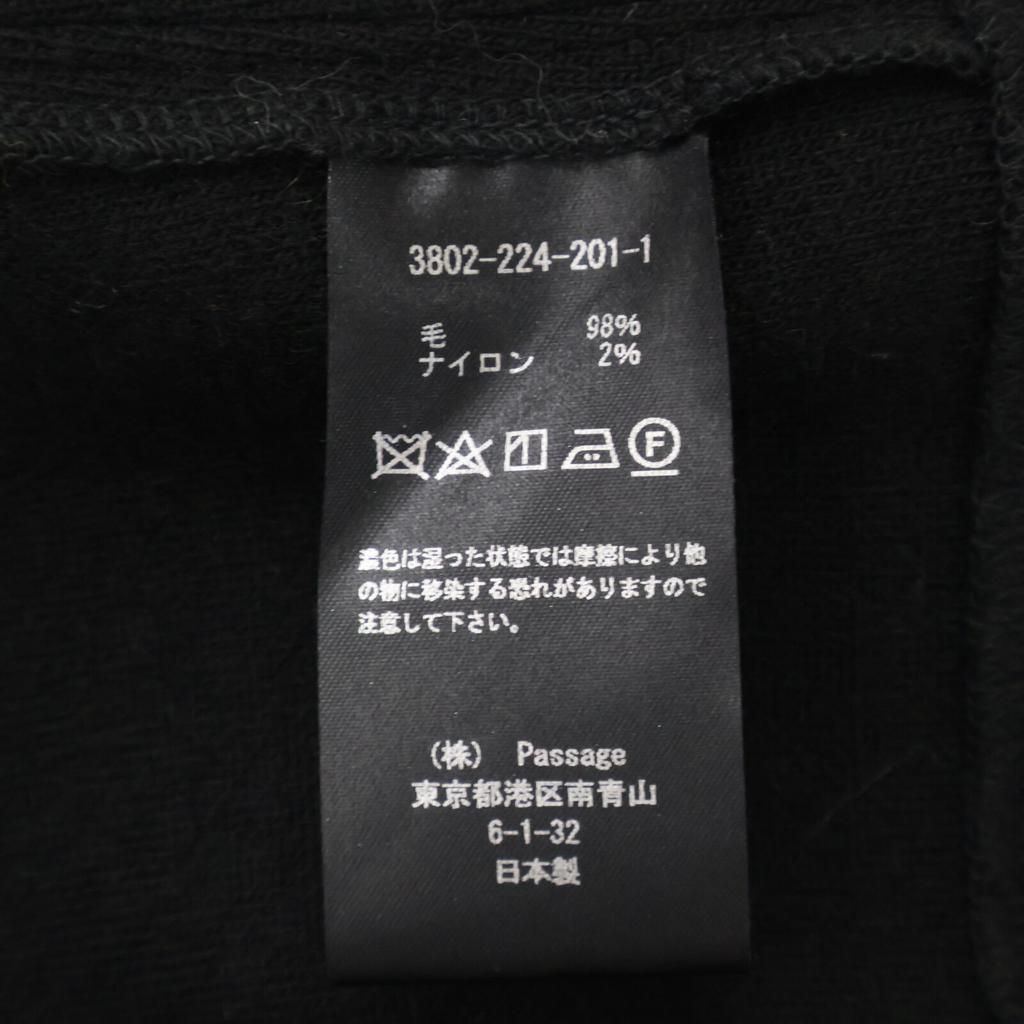 3802-224-201-1
毛 98%
ナイロン 2%
F
濃色は湿った状態では摩擦により他
の物に移染する恐れがありますので
注意して下さい。
(株) Passage
東京都港区南青山
6-1-32
日本製